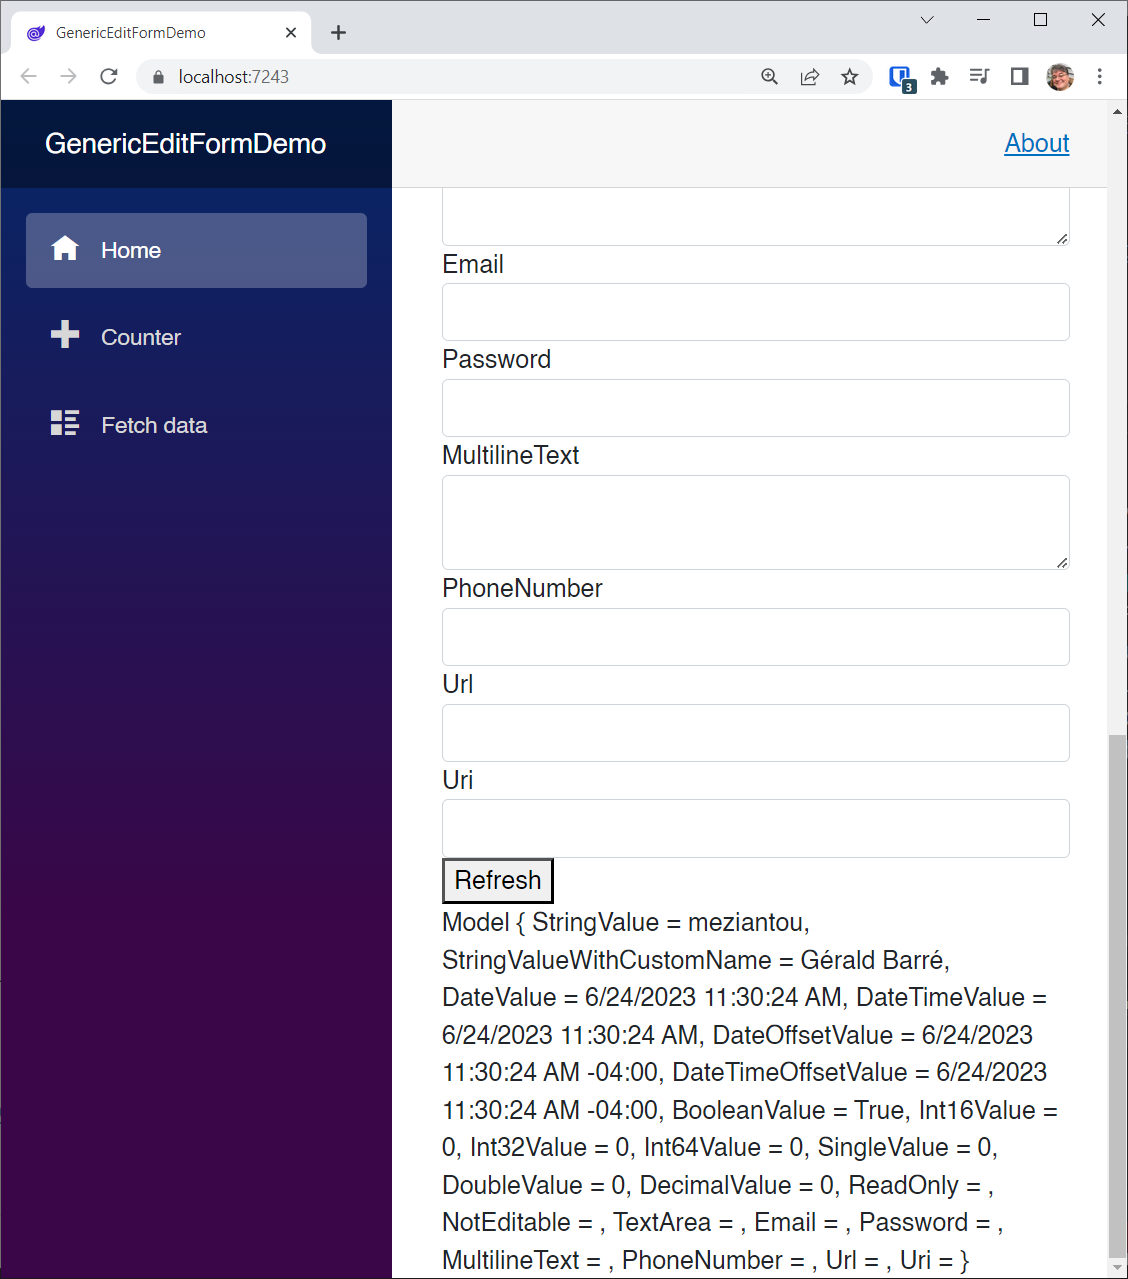 GenericEditFormDemo
localhost:7243
3
GenericEditFormDemo
About
Home
Counter
Fetch data
Email
Password
MultilineText
PhoneNumber
Url
Uri
Refresh
Model { StringValue = meziantou,
StringValueWithCustomName = Gérald Barré,
DateValue = 6/24/2023 11:30:24 AM, DateTimeValue =
6/24/2023 11:30:24 AM, DateOffsetValue = 6/24/2023
11:30:24 AM -04:00, DateTimeOffsetValue = 6/24/2023
11:30:24 AM -04:00, BooleanValue = True, Int16Value =
0, Int32Value = 0, Int64Value = 0, SingleValue = 0,
DoubleValue = 0, DecimalValue = 0, ReadOnly = ,
NotEditable = , TextArea = , Email = , Password = ,
MultilineText = , PhoneNumber = , Url = , Uri = }